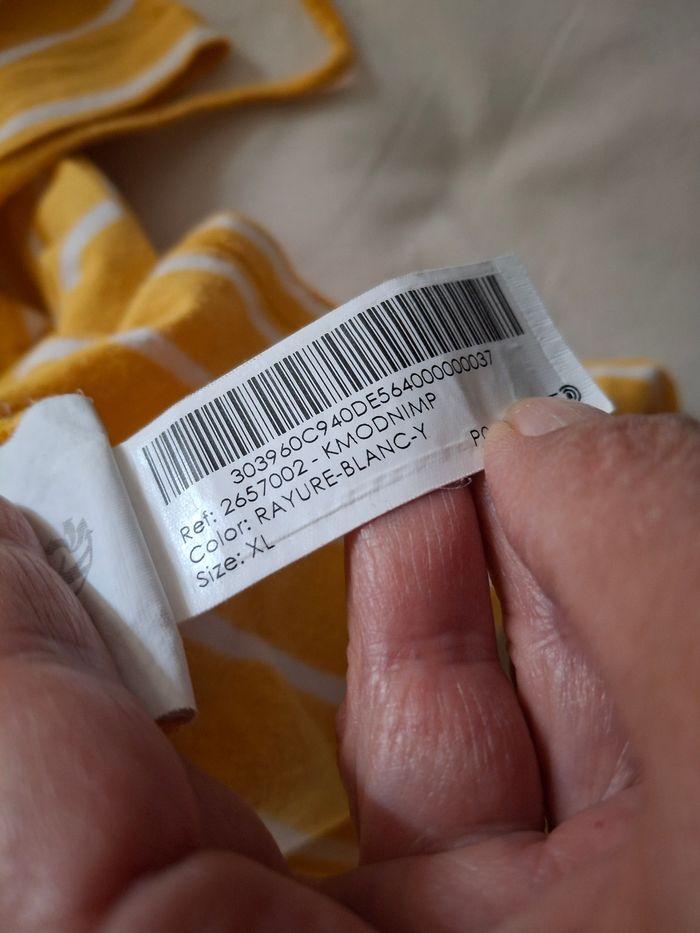 303960C940DE564000000037
Ref: 2657002 - KMODNIMP
Color: RAYURE-BLANC-Y
Size: XL